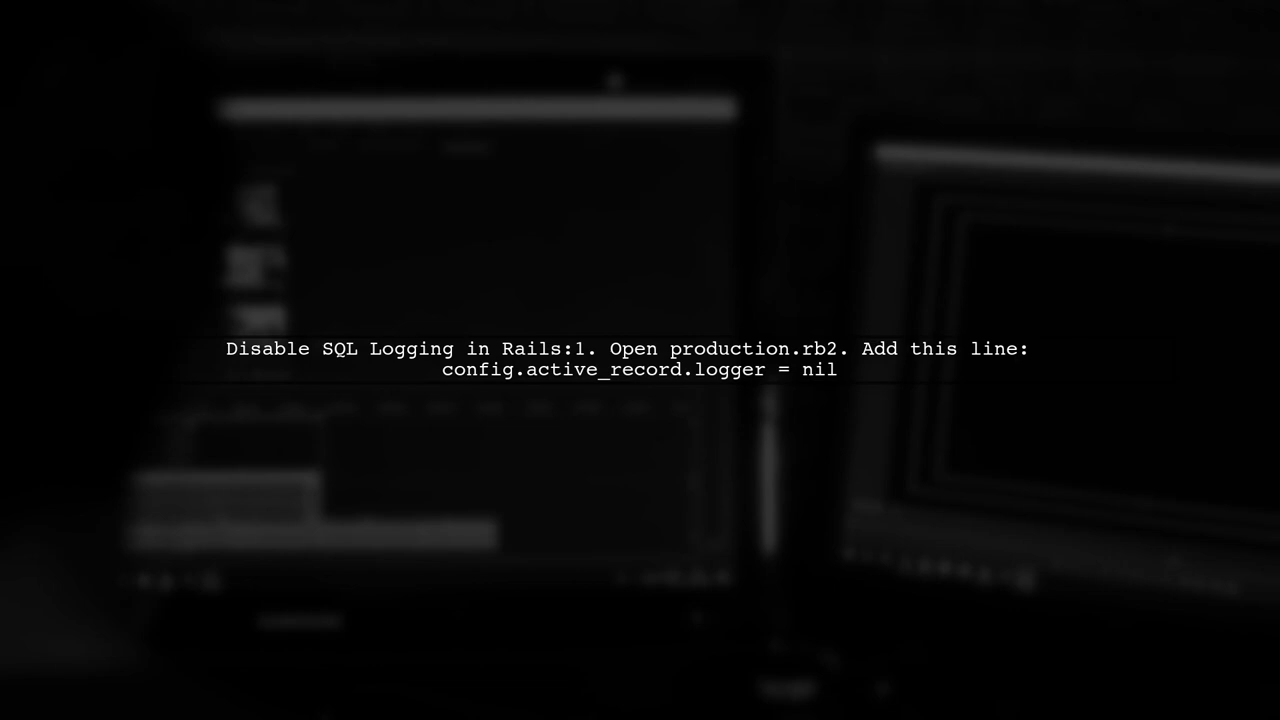 Disable SQL Logging in Rails:1. Open production.rb2. Add this line:
config.active_record.logger = nil